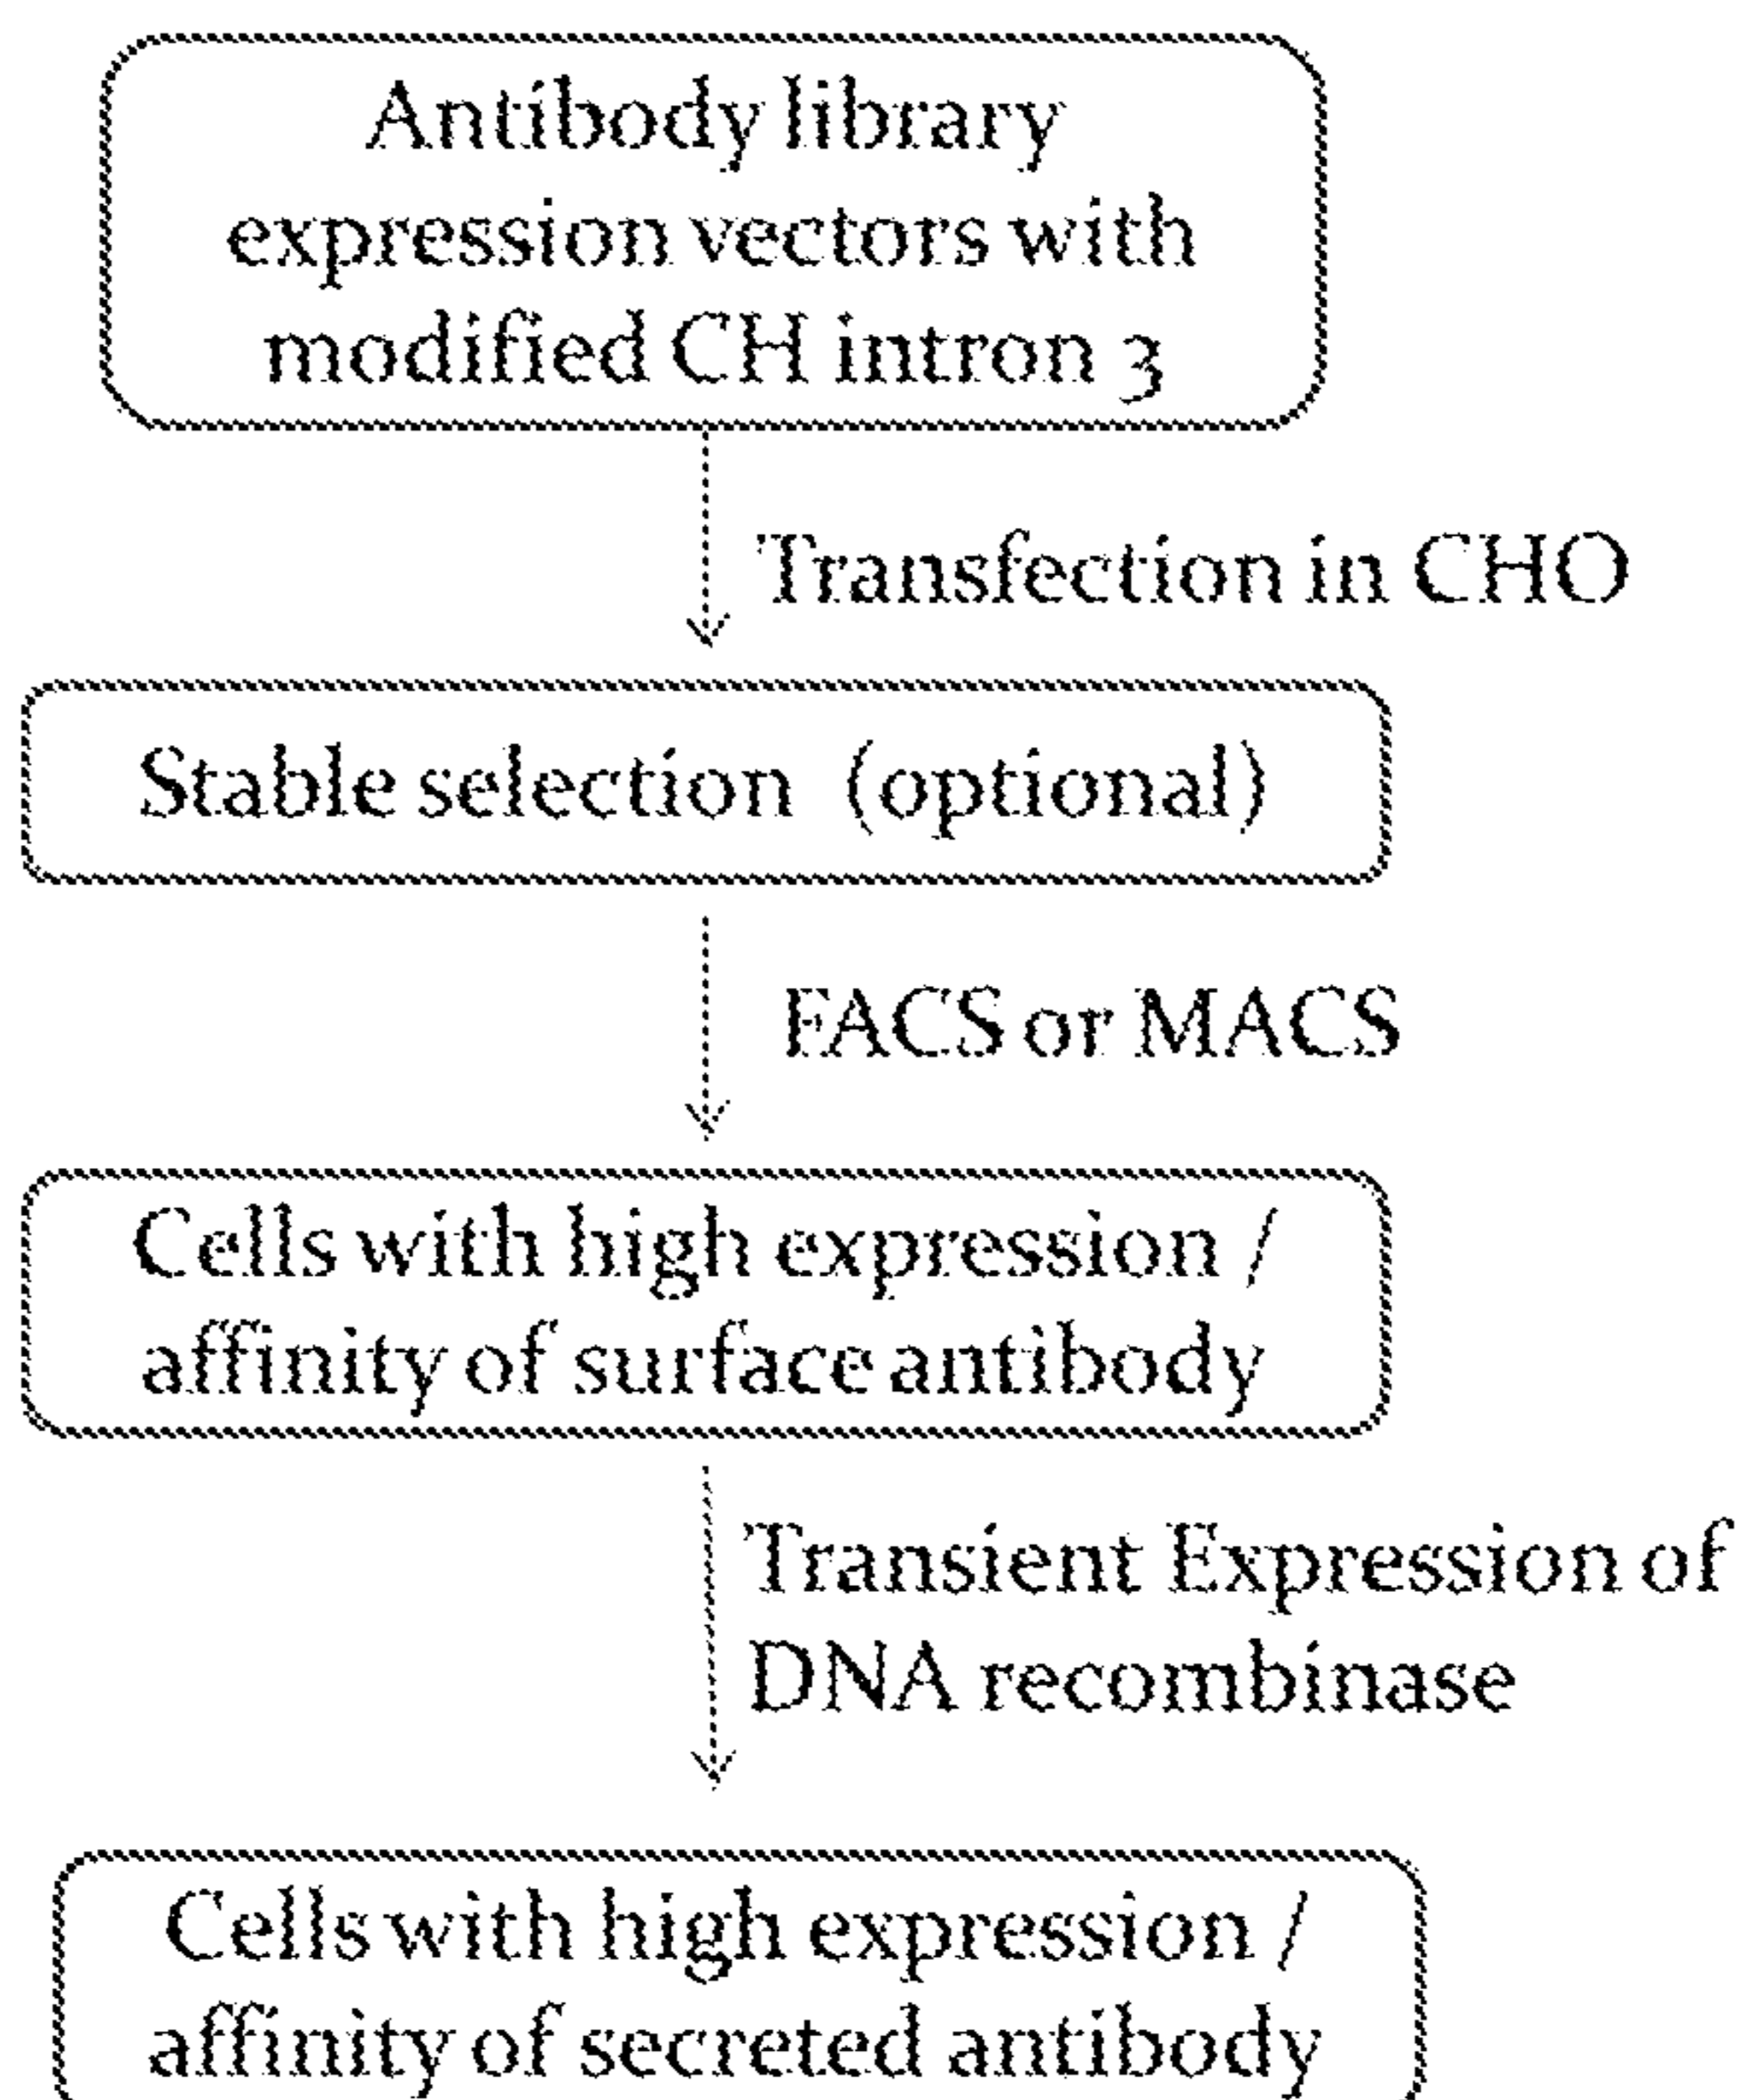 Antibody library
expression vectors with
modified CH intron 3
Transfection in CHO
Stable selection (optional)
FACS or MACS
Cells with high expression /
affinity of surface antibody
Transient Expression of
DNA recombinase
Cells with high expression /
affinity of secreted antibody